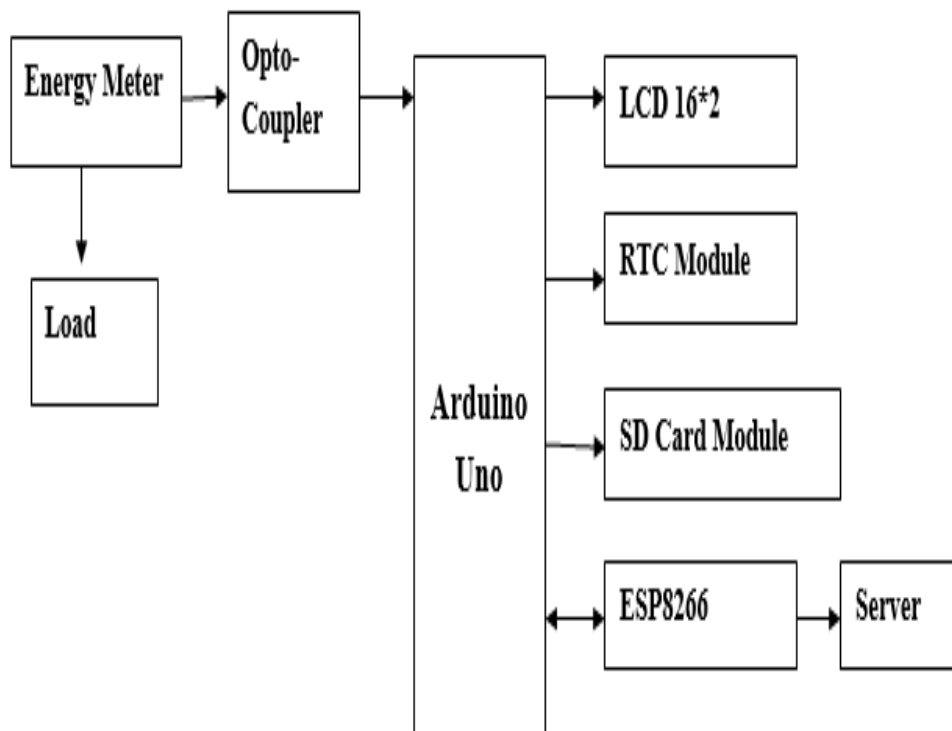 Energy Meter
Opto-
Coupler
Load
Arduino
Uno
LCD 16*2
RTC Module
SD Card Module
ESP8266
Server